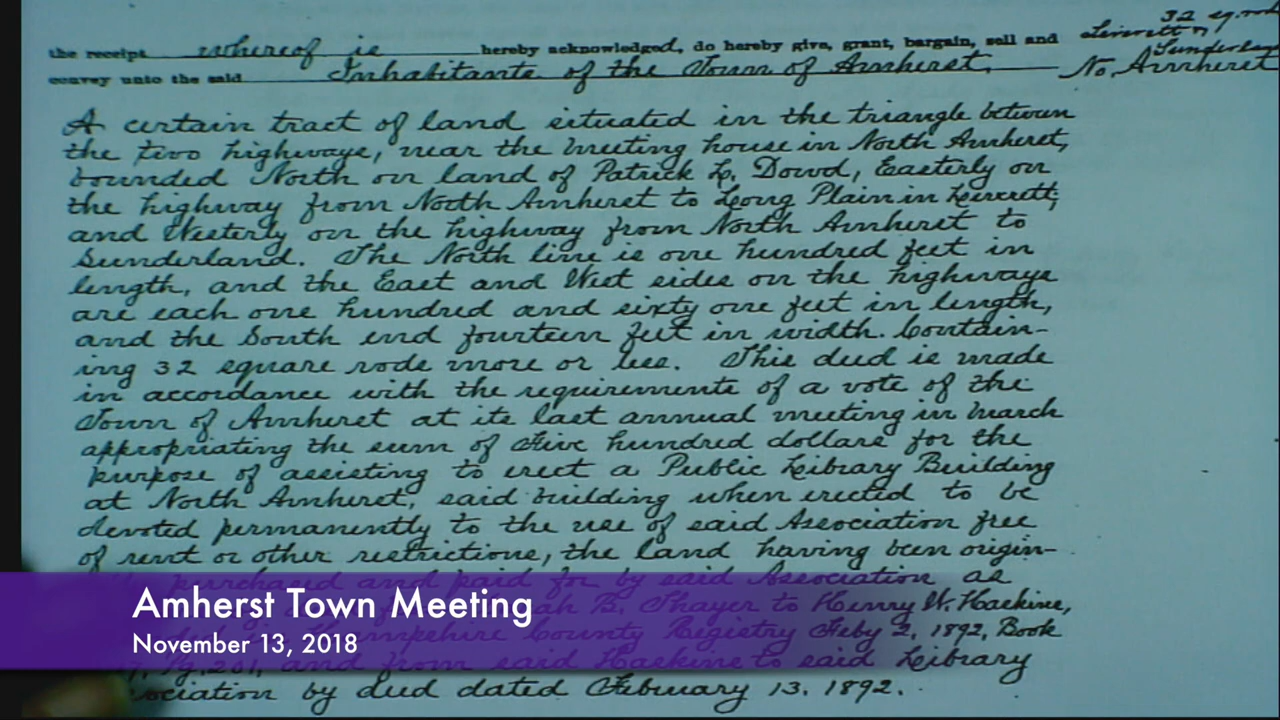 32 sq. rods
Leverett
the receipt whereof is hereby acknowledged, do hereby give, grant, bargain, sell and
Sunderland
convey unto the said Inhabitants of the Town of Amherst,
No. Amherst
A certain tract of land situated in the triangle between
the two highways, near the meeting house in North Amherst,
bounded North on land of Patrick L. Dowd, Easterly on
the highway from North Amherst to Long Plain in Leverett,
and Westerly on the highway from North Amherst to
Sunderland. The North line is one hundred feet in
length, and the East and West sides on the highways
are each one hundred and sixty one feet in length,
and the South end fourteen feet in width. Contain-
ing 32 square rods more or less. This deed is made
in accordance with the requirements of a vote of the
Town of Amherst at its last annual meeting in March
appropriating the sum of Five hundred dollars for the
purpose of assisting to erect a Public Library Building
at North Amherst, said building when erected to be
devoted permanently to the use of said Association free
of rent or other restrictions, the land having been origin-
purchased and paid for by said Association as
B. Thayer to Henry W. Haskins,
Hampshire County Registry Feby 2, 1892, Book
Pg. 201, and from said Haskins to said Library
ociation by deed dated February 13. 1892.
Amherst Town Meeting
November 13, 2018